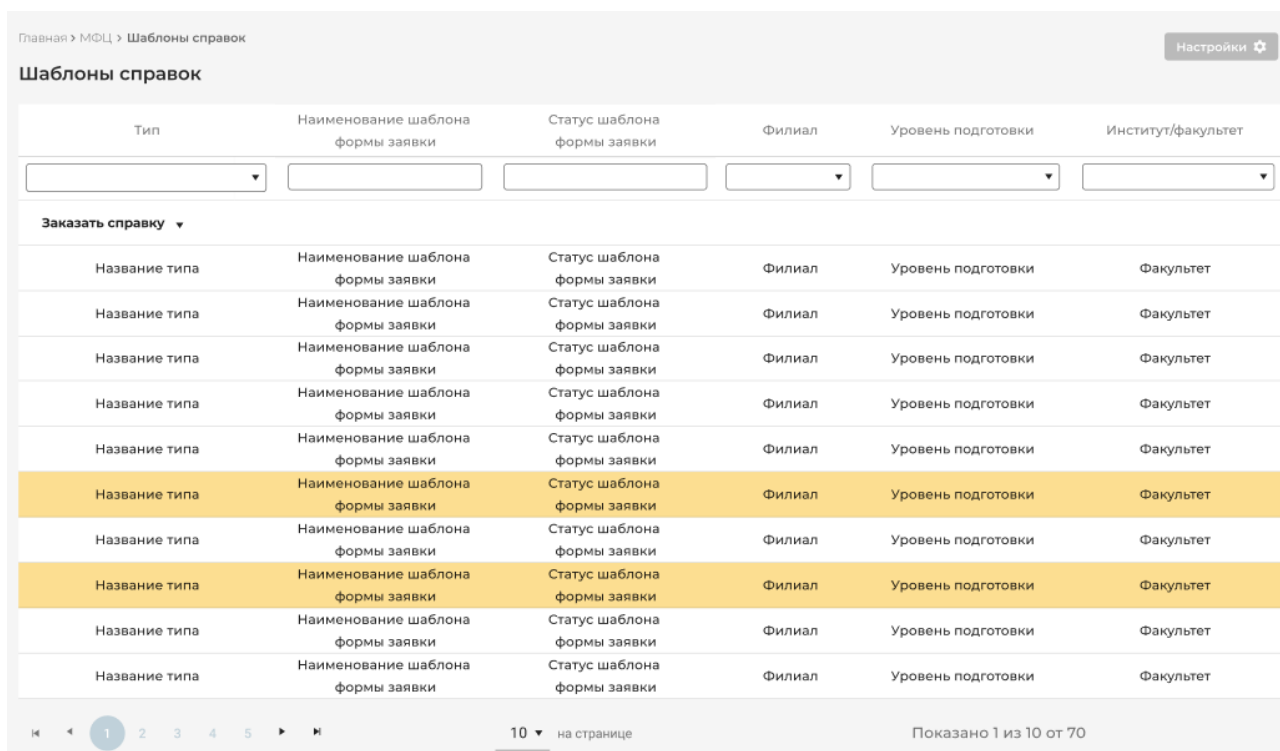 Главная > МФЦ > Шаблоны справок
Настройки
Шаблоны справок
Тип Наименование шаблона формы заявки Статус шаблона формы заявки Филиал Уровень подготовки Институт/факультет
Заказать справку
Название типа Наименование шаблона формы заявки Статус шаблона формы заявки Филиал Уровень подготовки Факультет
Название типа Наименование шаблона формы заявки Статус шаблона формы заявки Филиал Уровень подготовки Факультет
Название типа Наименование шаблона формы заявки Статус шаблона формы заявки Филиал Уровень подготовки Факультет
Название типа Наименование шаблона формы заявки Статус шаблона формы заявки Филиал Уровень подготовки Факультет
Название типа Наименование шаблона формы заявки Статус шаблона формы заявки Филиал Уровень подготовки Факультет
Название типа Наименование шаблона формы заявки Статус шаблона формы заявки Филиал Уровень подготовки Факультет
Название типа Наименование шаблона формы заявки Статус шаблона формы заявки Филиал Уровень подготовки Факультет
Название типа Наименование шаблона формы заявки Статус шаблона формы заявки Филиал Уровень подготовки Факультет
Название типа Наименование шаблона формы заявки Статус шаблона формы заявки Филиал Уровень подготовки Факультет
Название типа Наименование шаблона формы заявки Статус шаблона формы заявки Филиал Уровень подготовки Факультет
1 2 3 4 5 10 на странице Показано 1 из 10 от 70